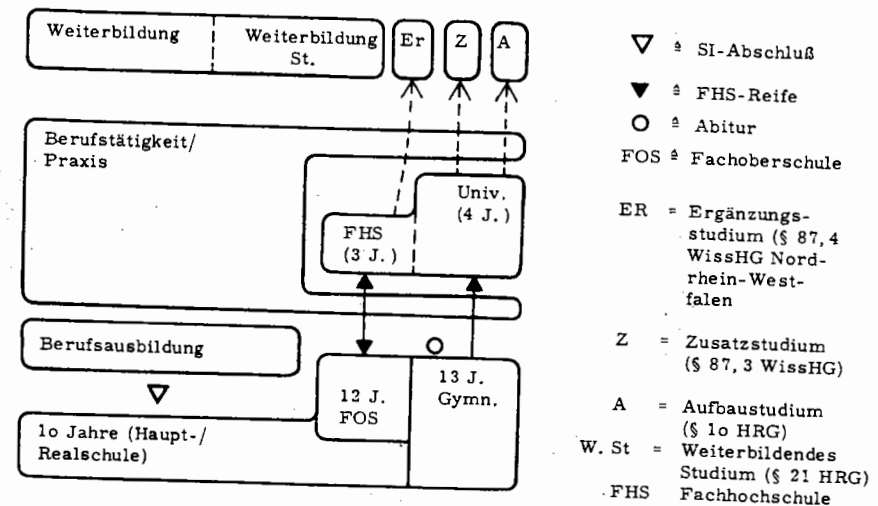 Weiterbildung
Weiterbildung
St.
Er
Z
A
Berufstätigkeit/
Praxis
Univ.
(4 J.)
FHS
(3 J.)
Berufsausbildung
12 J.
FOS
13 J.
Gymn.
1o Jahre (Haupt-/
Realschule)
≙ SI-Abschluß
≙ FHS-Reife
≙ Abitur
FOS ≙ Fachoberschule
ER = Ergänzungs-
studium (§ 87, 4
WissHG Nord-
rhein-West-
falen
Z = Zusatzstudium
(§ 87, 3 WissHG)
A = Aufbaustudium
(§ 1o HRG)
W. St = Weiterbildendes
Studium (§ 21 HRG)
FHS Fachhochschule